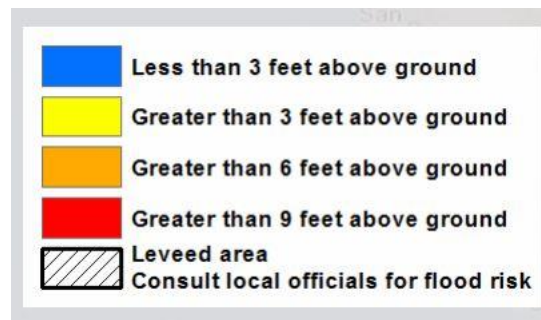 San
Less than 3 feet above ground
Greater than 3 feet above ground
Greater than 6 feet above ground
Greater than 9 feet above ground
Leveed area
Consult local officials for flood risk